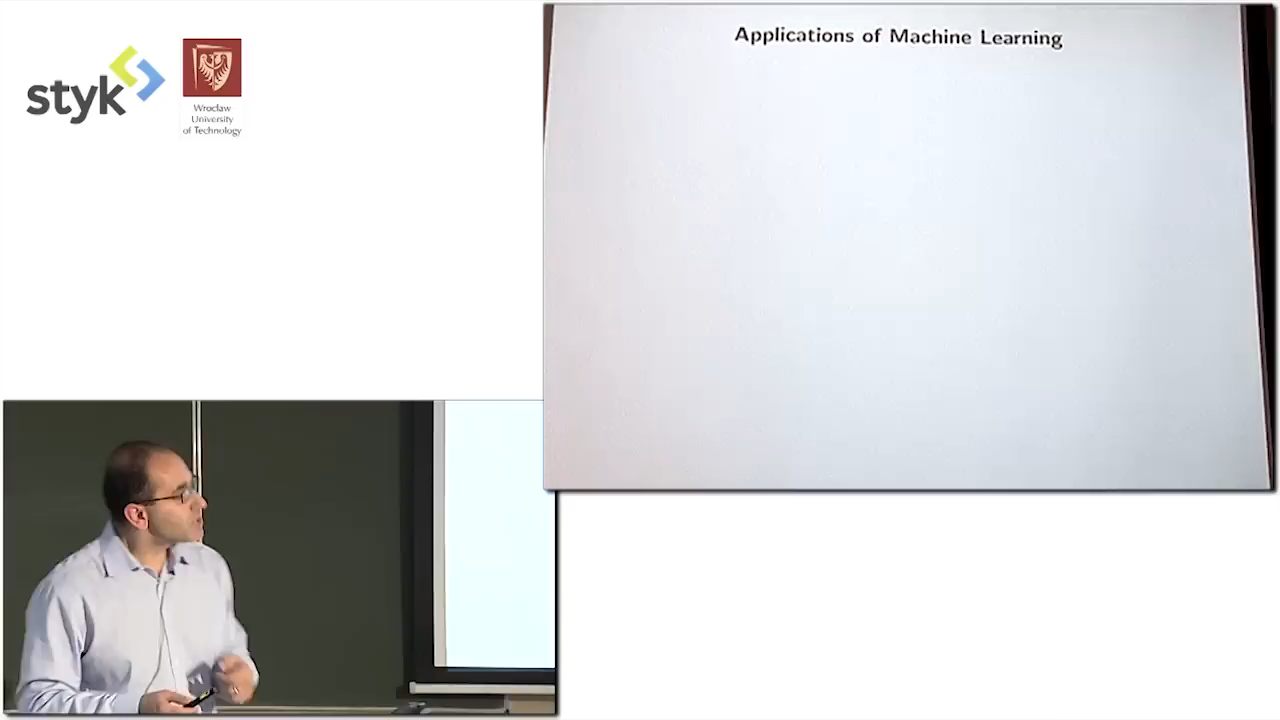 styk
Wrocław
University
of Technology
Applications of Machine Learning